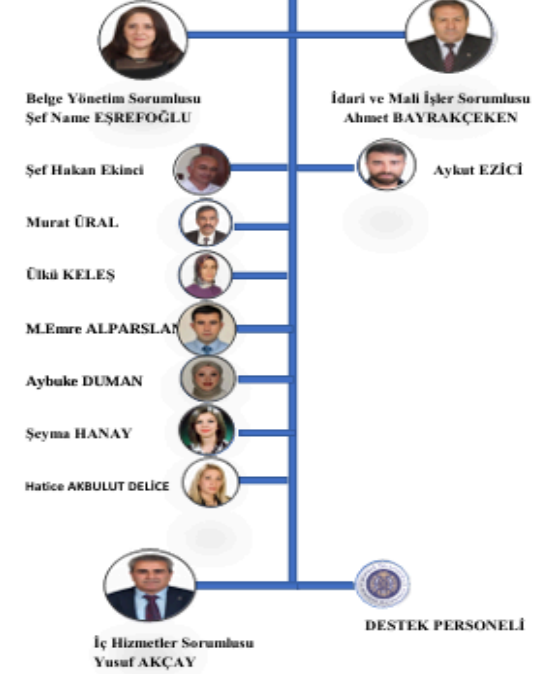 Belge Yönetim Sorumlusu
Şef Name EŞREFOĞLU
İdari ve Mali İşler Sorumlusu
Ahmet BAYRAKÇEKEN
Şef Hakan Ekinci
Aykut EZİCİ
Murat ÜRAL
Ülkü KELEŞ
M.Emre ALPARSLAN
Aybuke DUMAN
Şeyma HANAY
Hatice AKBULUT DELİCE
İç Hizmetler Sorumlusu
Yusuf AKÇAY
DESTEK PERSONELİ